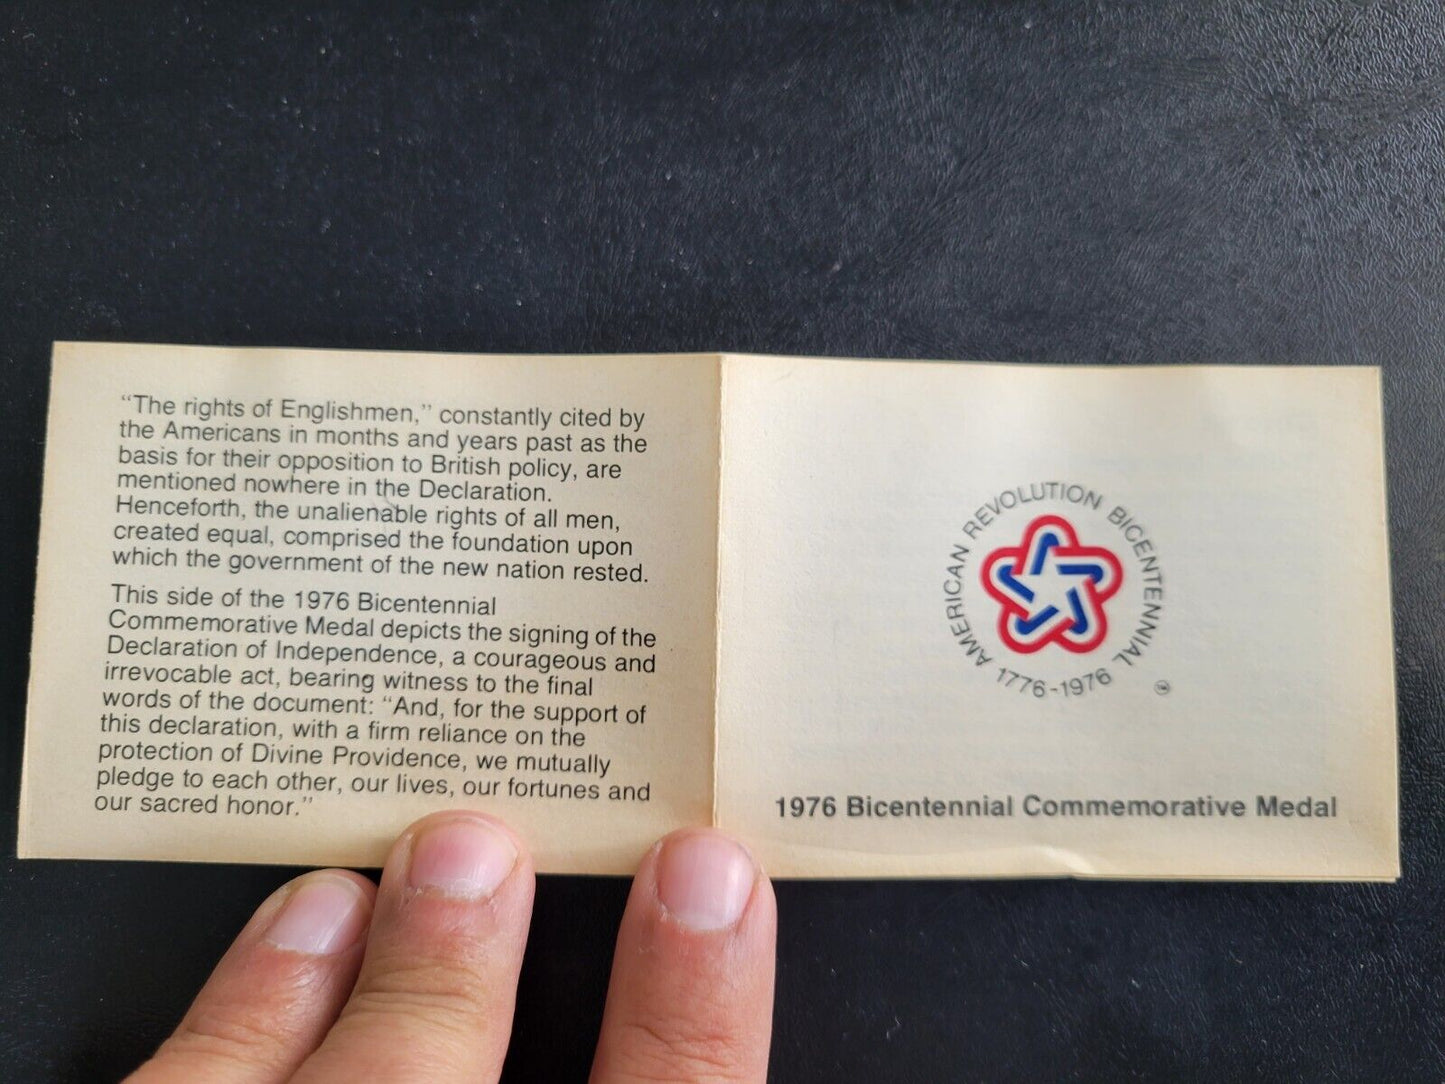 “The rights of Englishmen,” constantly cited by
the Americans in months and years past as the
basis for their opposition to British policy, are
mentioned nowhere in the Declaration.
Henceforth, the unalienable rights of all men,
created equal, comprised the foundation upon
which the government of the new nation rested.
This side of the 1976 Bicentennial
Commemorative Medal depicts the signing of the
Declaration of Independence, a courageous and
irrevocable act, bearing witness to the final
words of the document: “And, for the support of
this declaration, with a firm reliance on the
protection of Divine Providence, we mutually
pledge to each other, our lives, our fortunes and
our sacred honor.”
AMERICAN REVOLUTION BICENTENNIAL
1776-1976
®
1976 Bicentennial Commemorative Medal